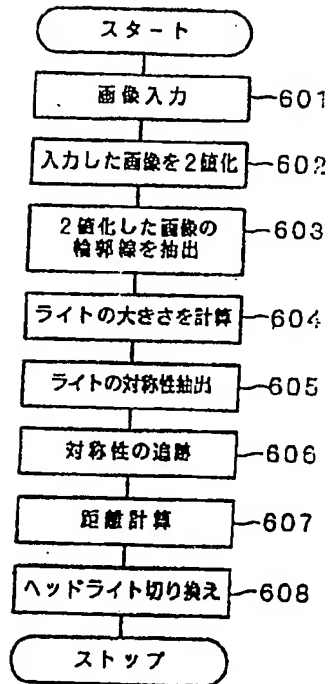 スタート
画像入力
601
入力した画像を2値化
602
2値化した画像の
輪郭線を抽出
603
ライトの大きさを計算
604
ライトの対称性抽出
605
対称性の追跡
606
距離計算
607
ヘッドライト切り換え
608
ストップ